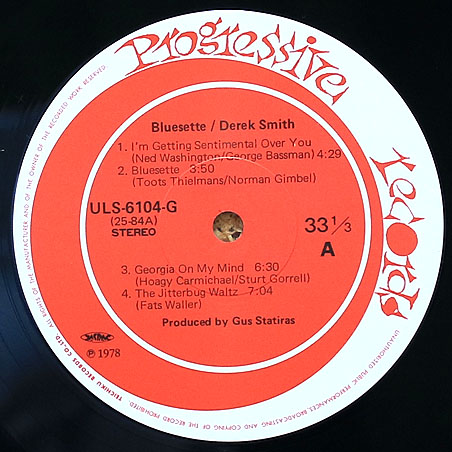 Progressive
records
Bluesette / Derek Smith
1. I'm Getting Sentimental Over You
(Ned Washington/George Bassman) 4:29
2. Bluesette 3:50
(Toots Thielmans/Norman Gimbel)
ULS-6104-G
(25-84A)
STEREO
33 1/3
A
3. Georgia On My Mind 6:30
(Hoagy Carmichael/Sturt Gorrell)
4. The Jitterbug Waltz 7:04
(Fats Waller)
Produced by Gus Statiras
℗ 1978
TEICHIKU RECORDS CO., LTD. ALL RIGHTS OF THE MANUFACTURER AND OF THE OWNER OF THE RECORDED WORK RESERVED
UNAUTHORISED PUBLIC PERFORMANCE, BROADCASTING AND COPYING OF THE RECORD PROHIBITED